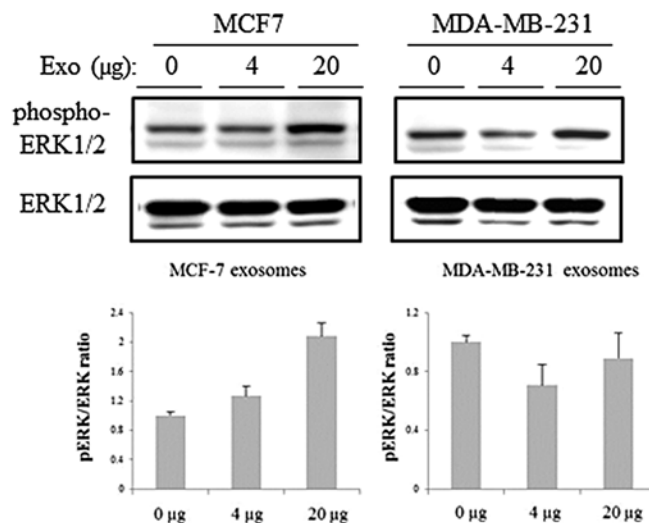 MCF7 MDA-MB-231
Exo (μg): 0 4 20 0 4 20
phospho-
ERK1/2
ERK1/2
MCF-7 exosomes MDA-MB-231 exosomes
pERK/ERK ratio
2.4
2
1.6
1.2
0.8
0.4
0
0 μg 4 μg 20 μg
pERK/ERK ratio
1.2
0.8
0.4
0
0 μg 4 μg 20 μg